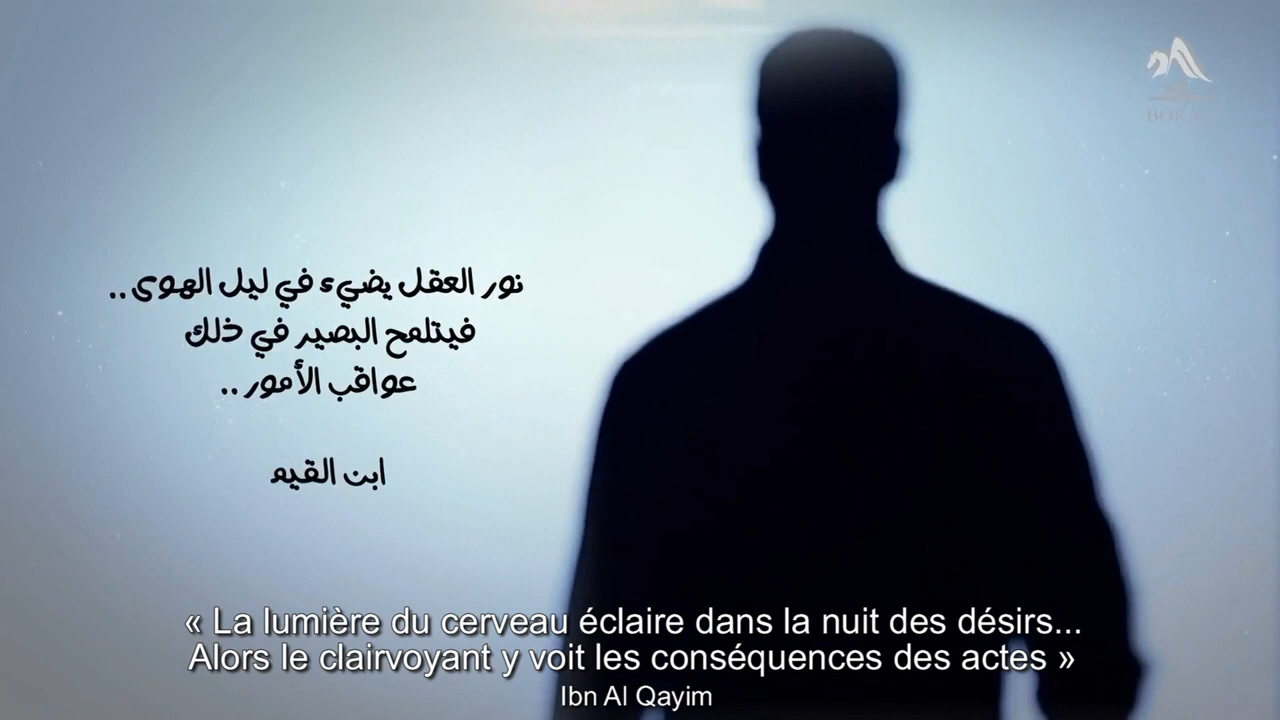 نور العقل يضيء في ليل الهوى..
فيتلمح البصير في ذلك
عواقب الأمور..
ابن القيم
« La lumière du cerveau éclaire dans la nuit des désirs...
Alors le clairvoyant y voit les conséquences des actes »
Ibn Al Qayim